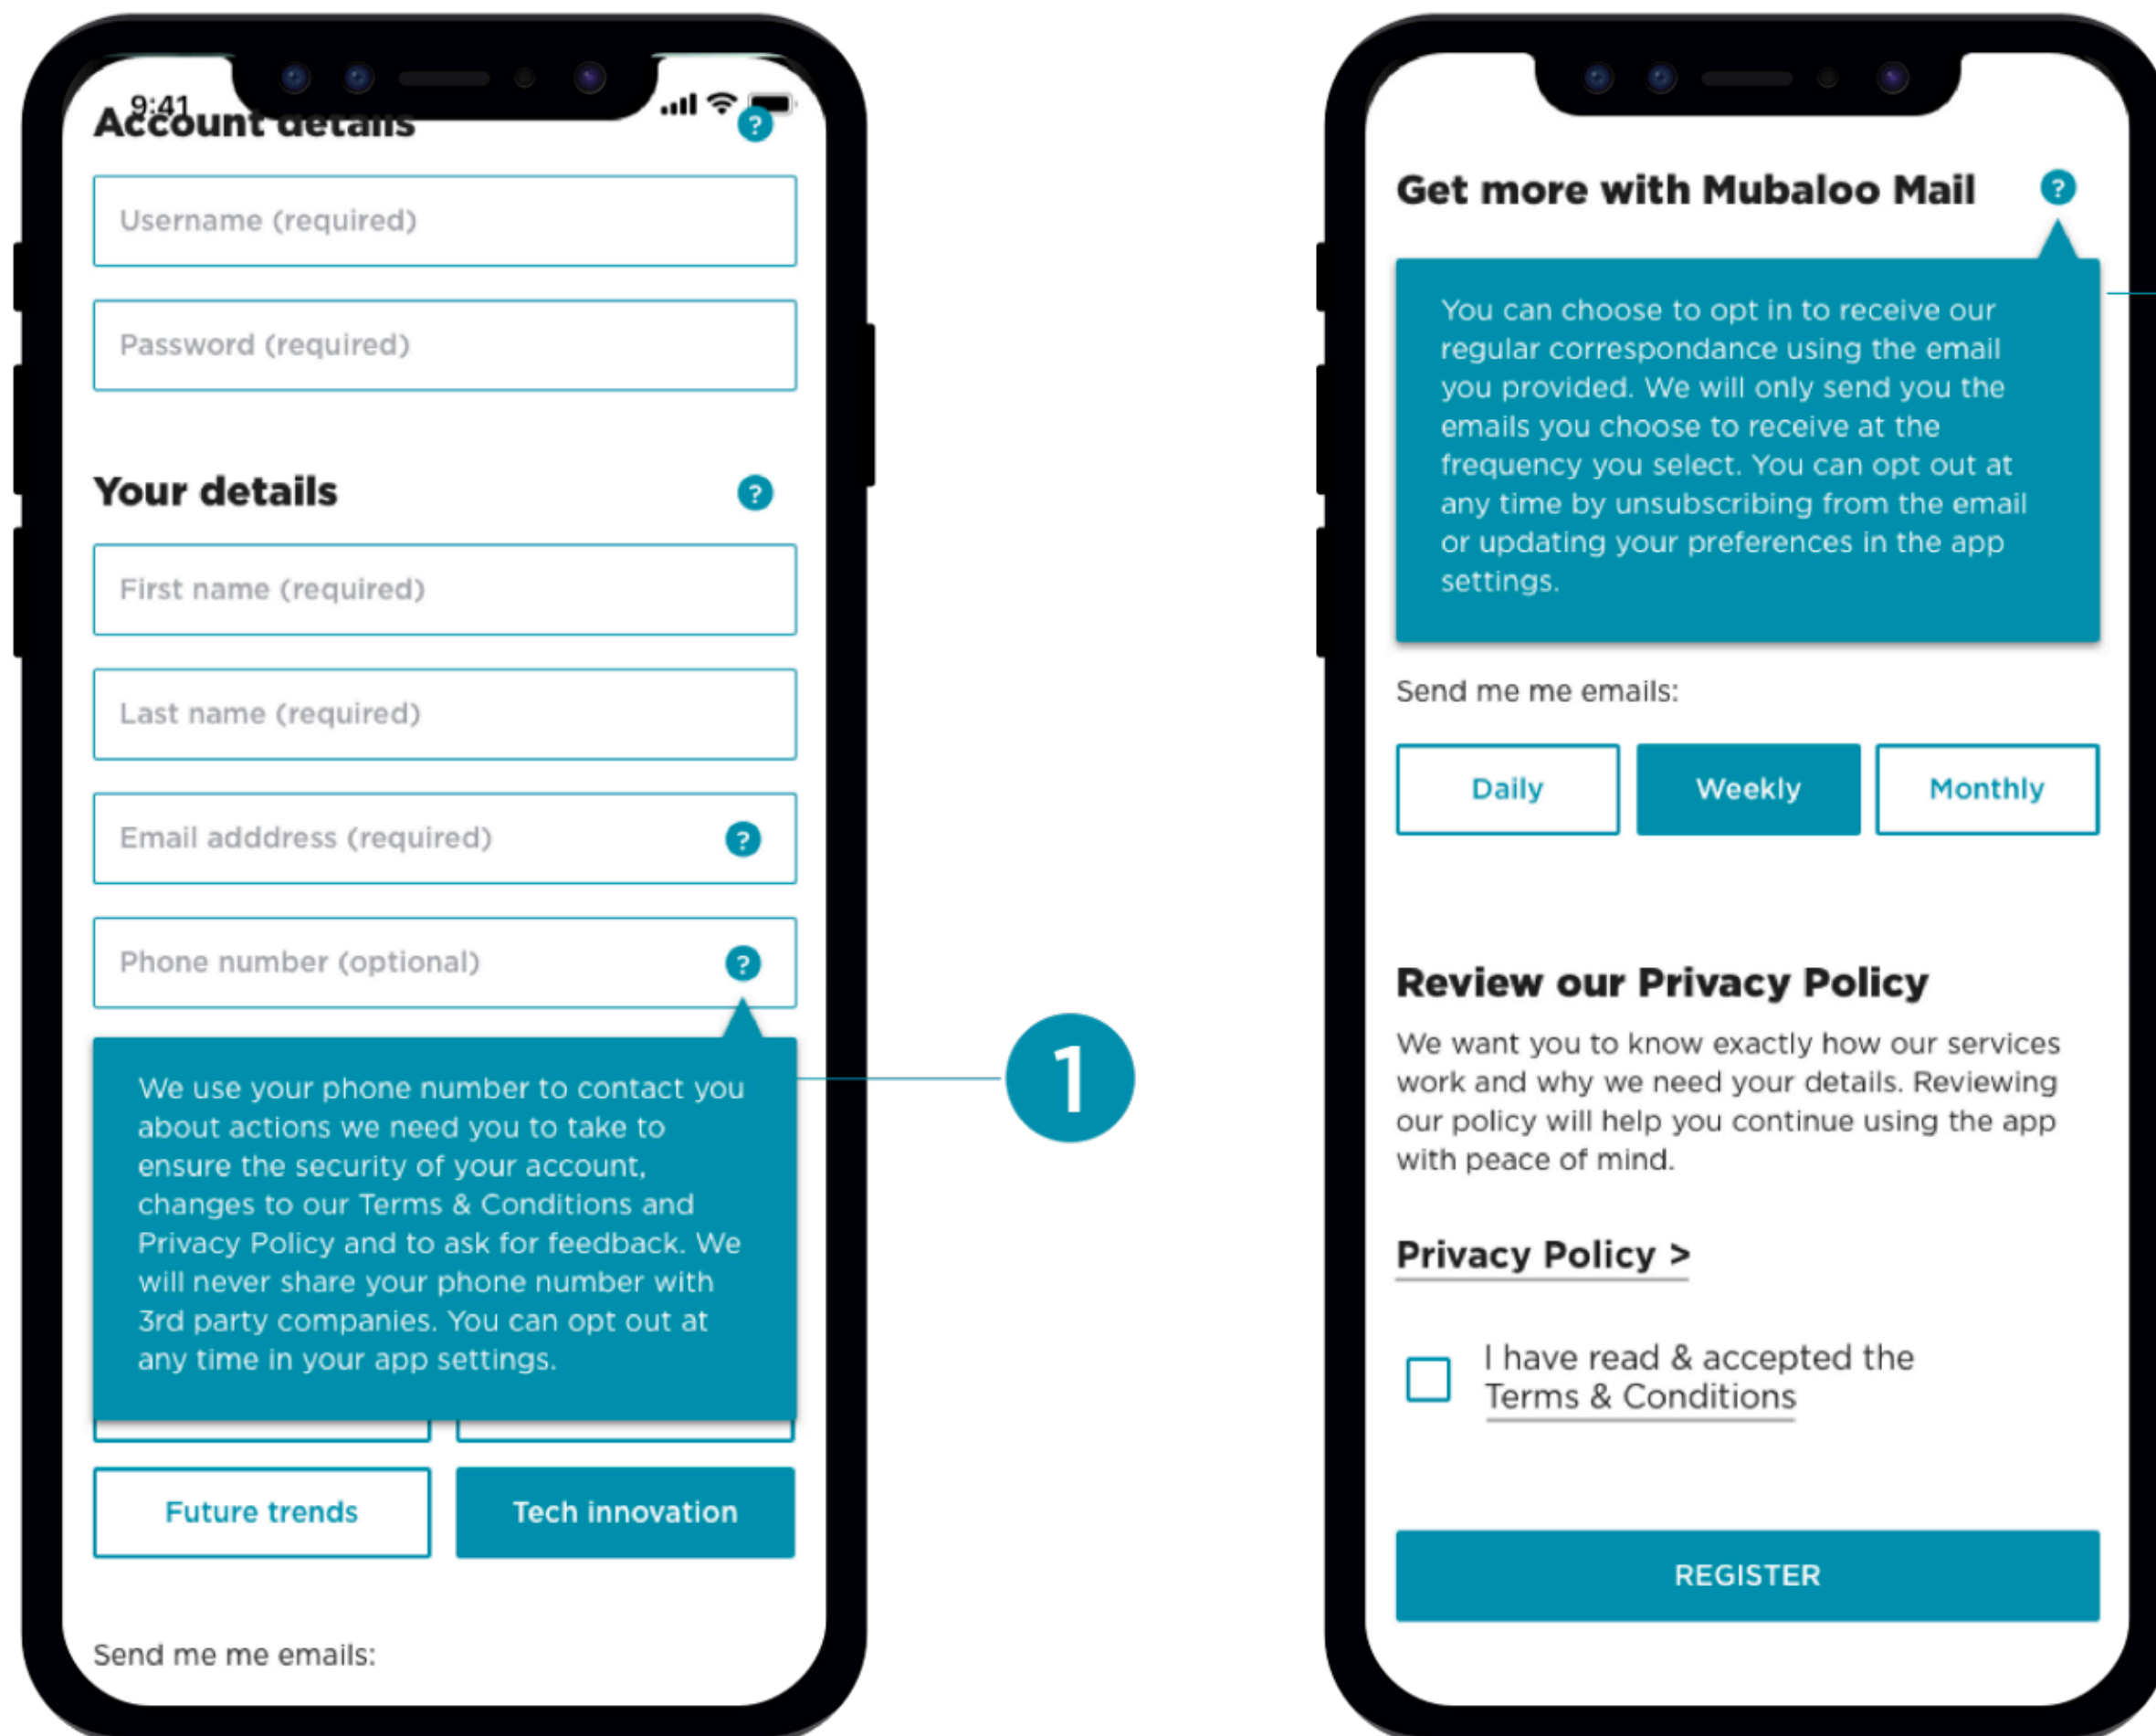 9:41
Account details
?
Username (required)
Password (required)
Your details
?
First name (required)
Last name (required)
Email adddress (required)
?
Phone number (optional)
?
We use your phone number to contact you
about actions we need you to take to
ensure the security of your account,
changes to our Terms & Conditions and
Privacy Policy and to ask for feedback. We
will never share your phone number with
3rd party companies. You can opt out at
any time in your app settings.
Future trends
Tech innovation
Send me me emails:
1
Get more with Mubaloo Mail
?
You can choose to opt in to receive our
regular correspondance using the email
you provided. We will only send you the
emails you choose to receive at the
frequency you select. You can opt out at
any time by unsubscribing from the email
or updating your preferences in the app
settings.
Send me me emails:
Daily
Weekly
Monthly
Review our Privacy Policy
We want you to know exactly how our services
work and why we need your details. Reviewing
our policy will help you continue using the app
with peace of mind.
Privacy Policy >
I have read & accepted the
Terms & Conditions
REGISTER